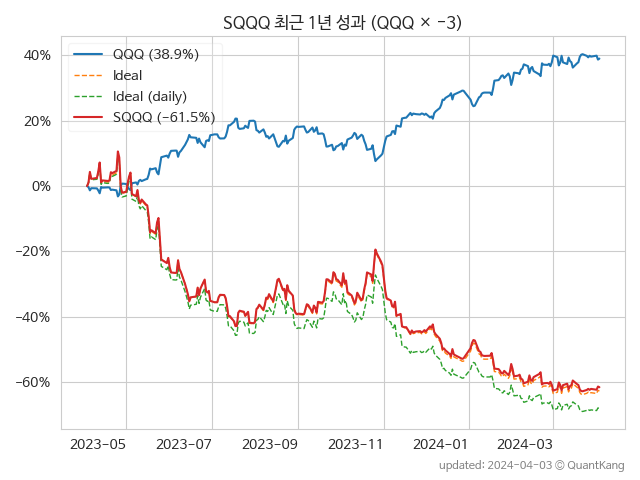 SQQQ 최근 1년 성과 (QQQ × −3)
QQQ (38.9%)
Ideal
Ideal (daily)
SQQQ (−61.5%)
40%
20%
0%
−20%
−40%
−60%
2023-05 2023-07 2023-09 2023-11 2024-01 2024-03
updated: 2024-04-03 © QuantKang